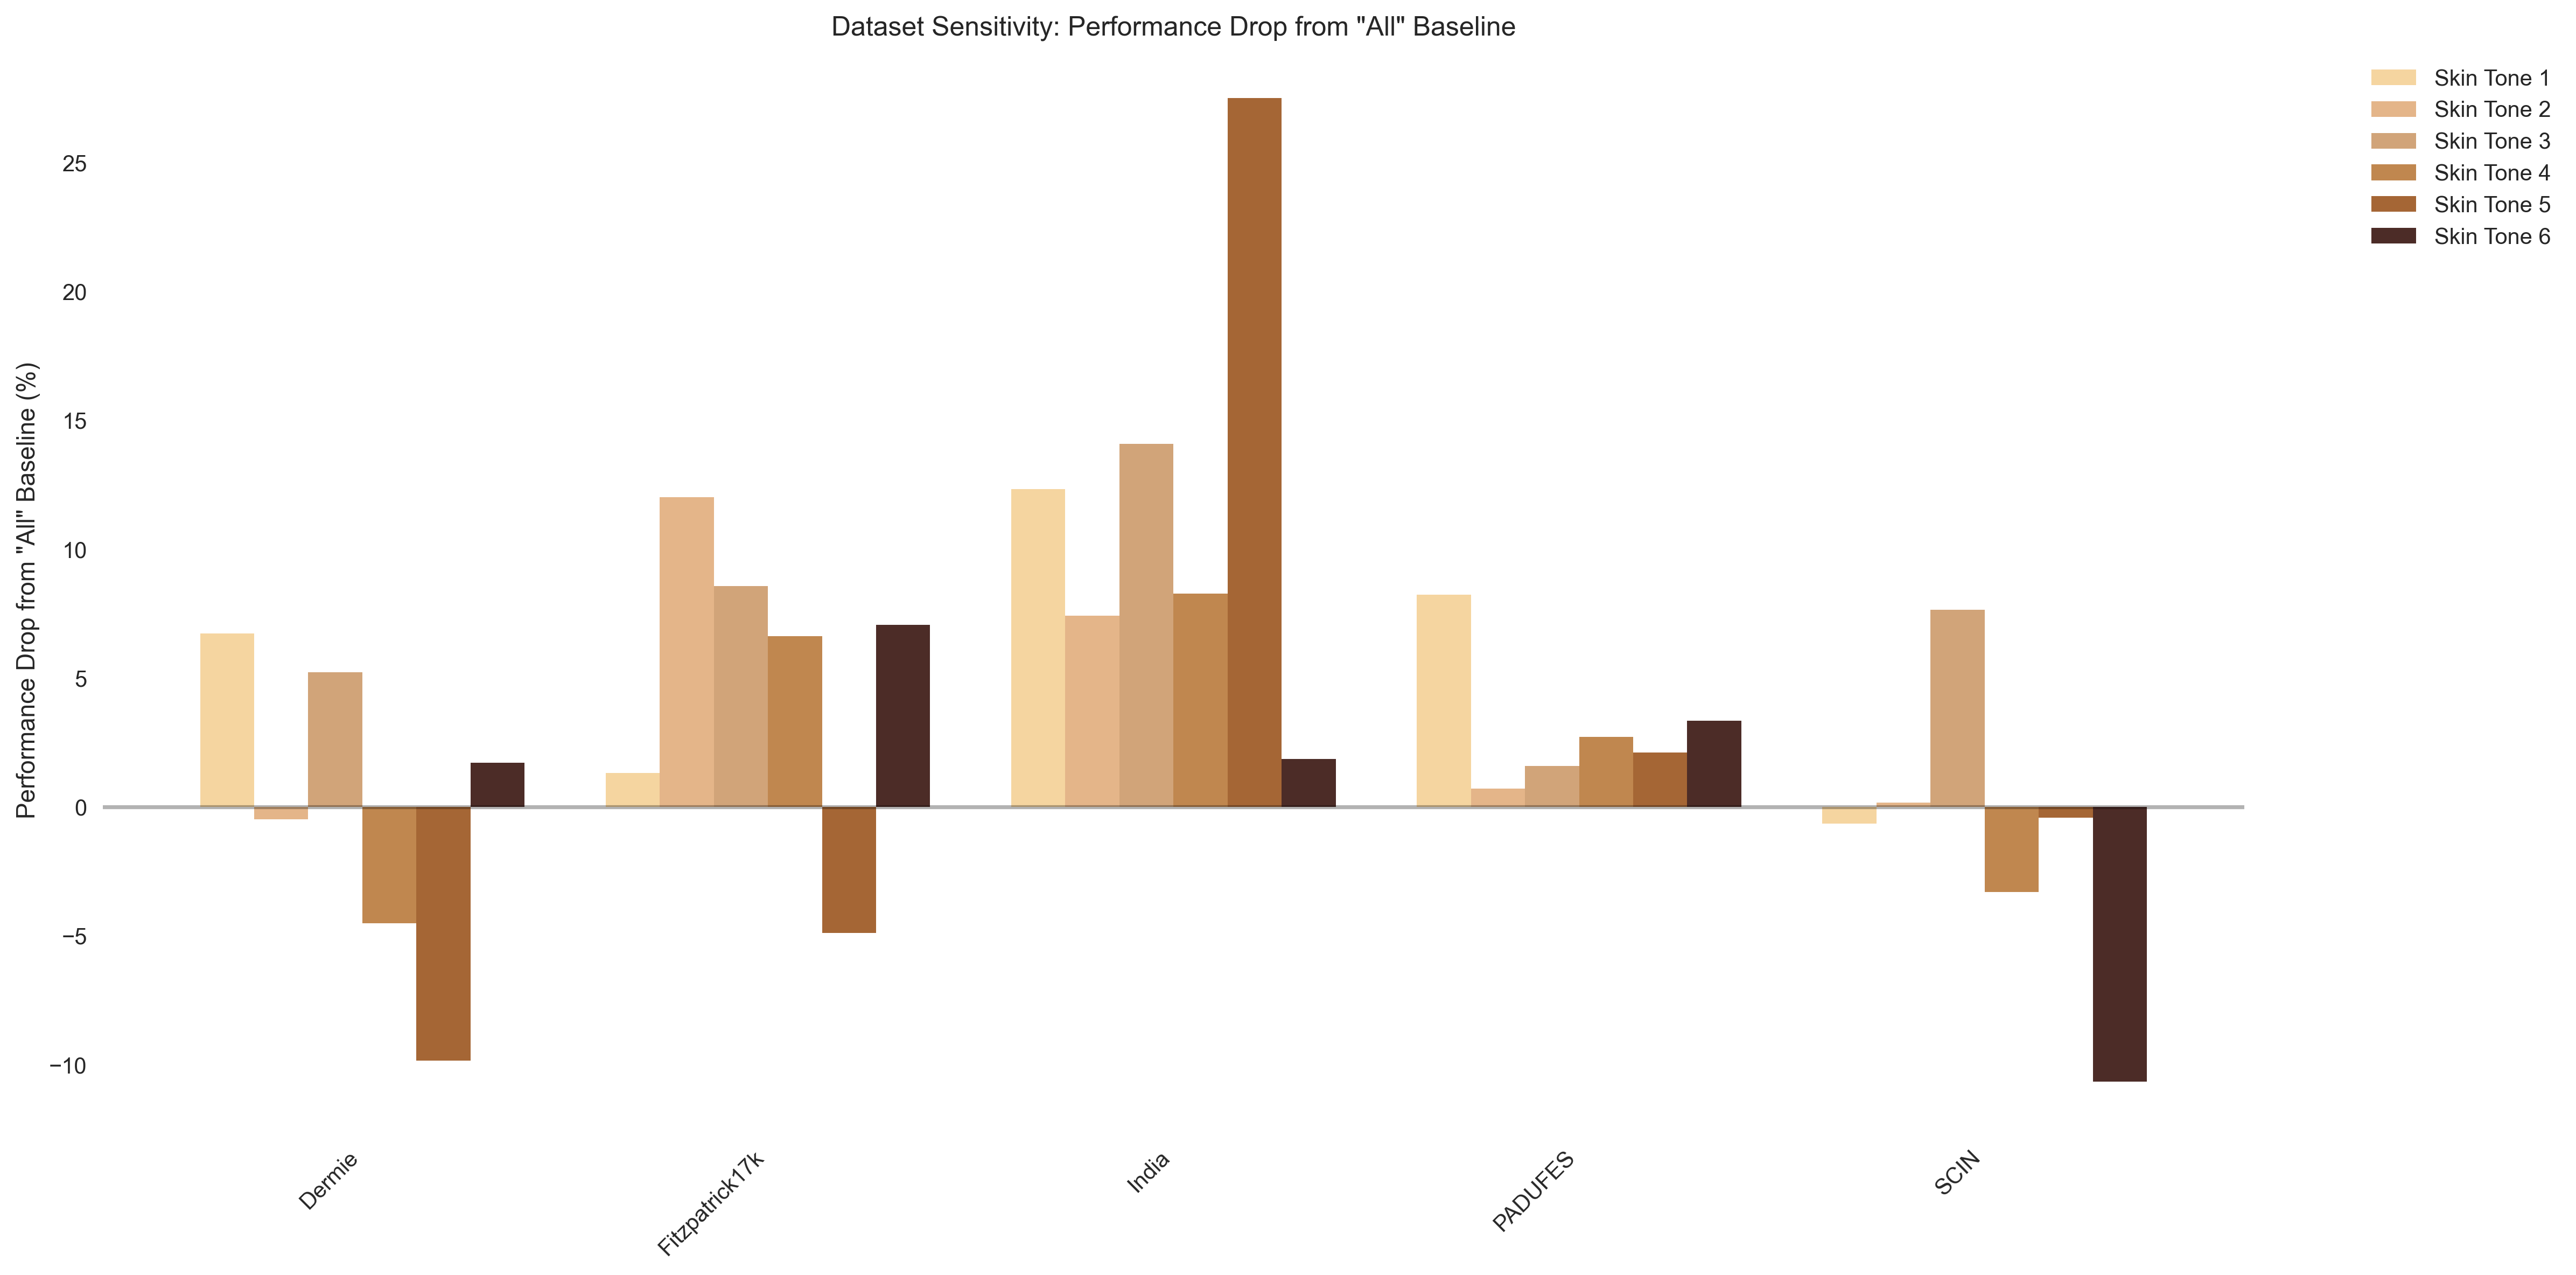 Dataset Sensitivity: Performance Drop from "All" Baseline
Skin Tone 1
Skin Tone 2
Skin Tone 3
Skin Tone 4
Skin Tone 5
Skin Tone 6
Performance Drop from "All" Baseline (%)
25
20
15
10
5
0
−5
−10
Dermie
Fitzpatrick17k
India
PADUFES
SCIN